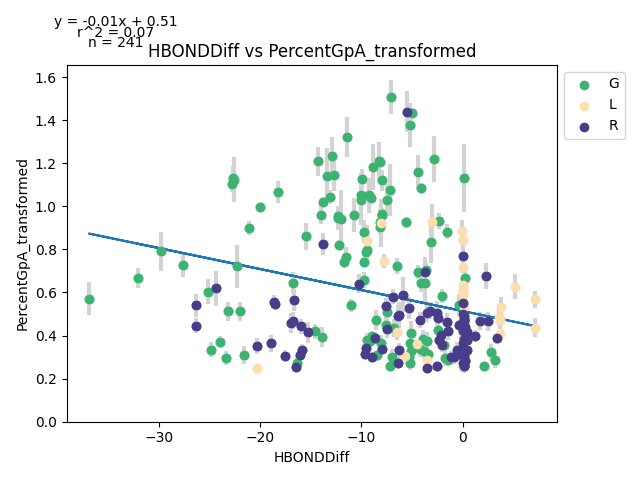 y = -0.01x + 0.51
r^2 = 0.07
n = 241
HBONDDiff vs PercentGpA_transformed
G
L
R
PercentGpA_transformed
1.6
1.4
1.2
1.0
0.8
0.6
0.4
0.2
0.0
−30 −20 −10 0
HBONDDiff